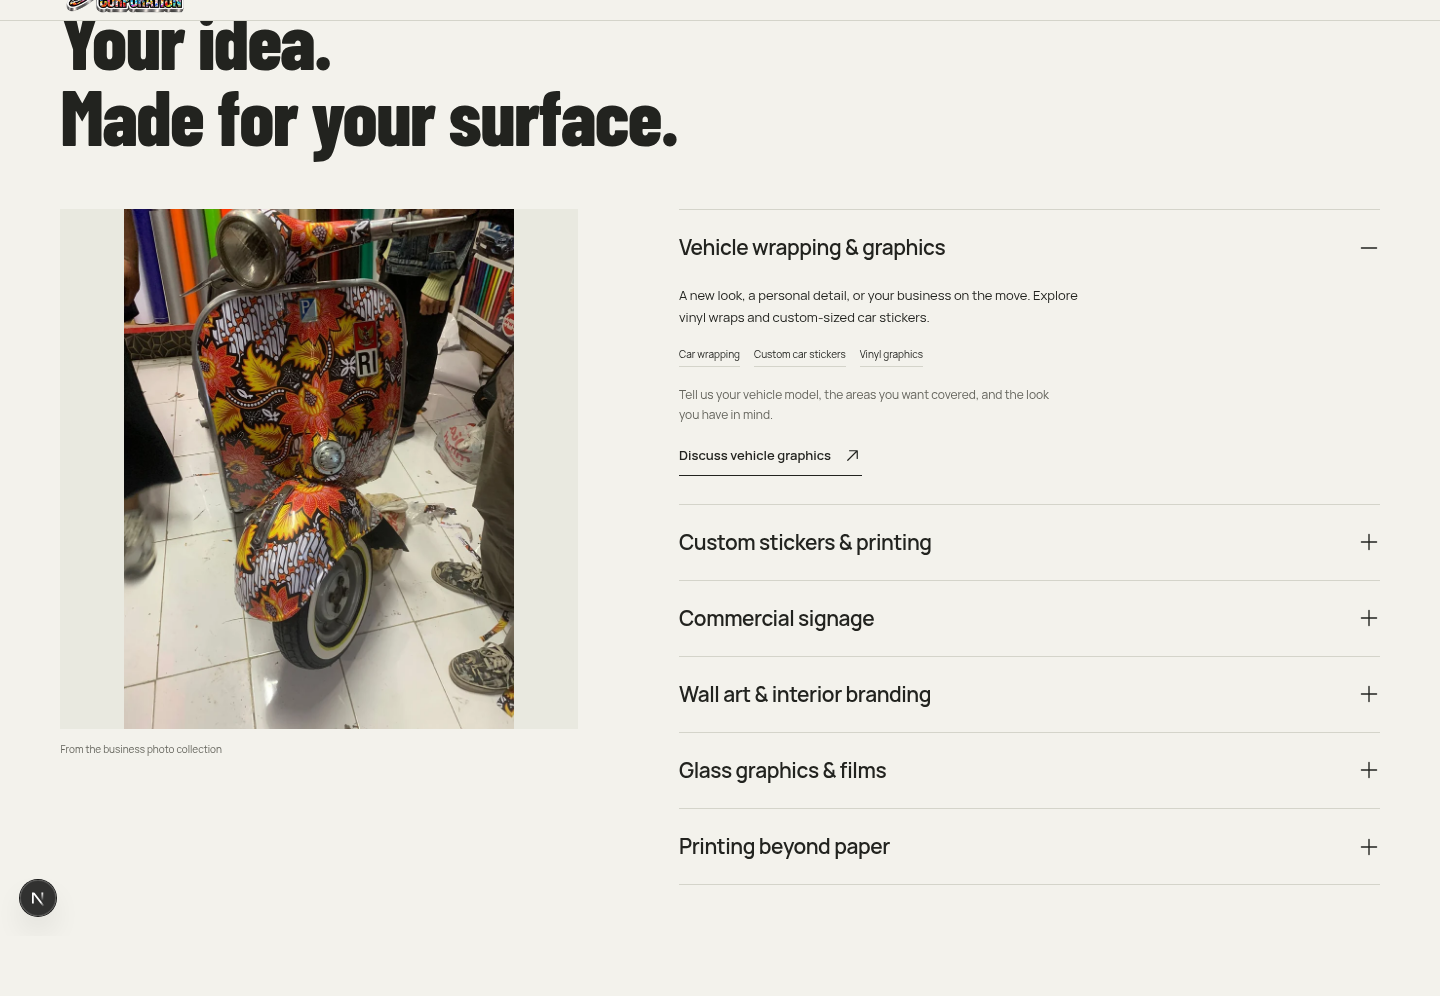 CORPORATION
Your idea.
Made for your surface.
Vehicle wrapping & graphics
A new look, a personal detail, or your business on the move. Explore
vinyl wraps and custom-sized car stickers.
Car wrapping Custom car stickers Vinyl graphics
Tell us your vehicle model, the areas you want covered, and the look
you have in mind.
Discuss vehicle graphics
Custom stickers & printing
Commercial signage
Wall art & interior branding
Glass graphics & films
Printing beyond paper
RI
From the business photo collection
N